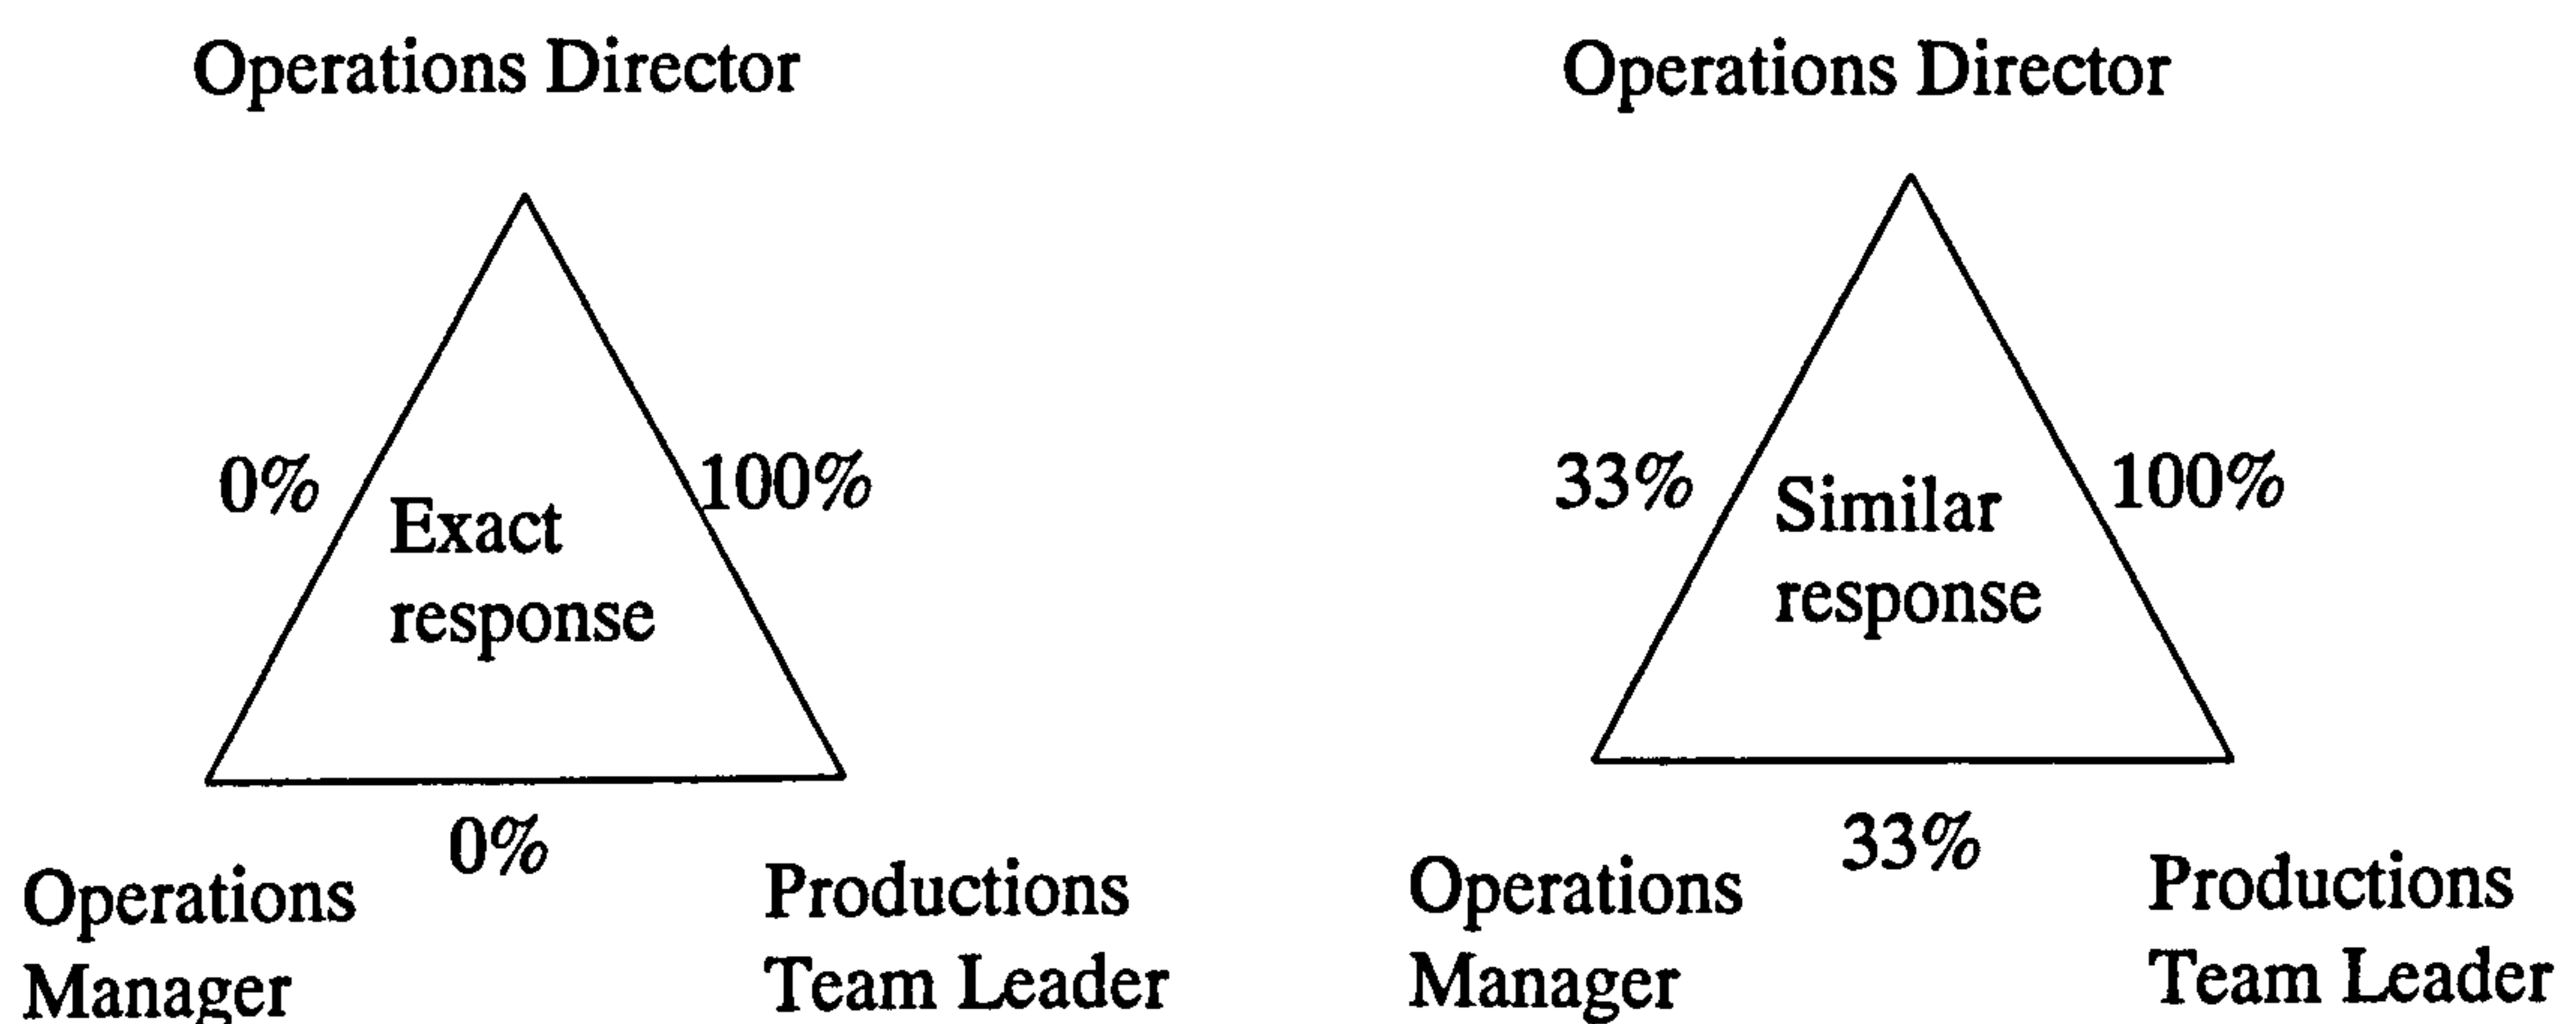 Operations Director
0%
100%
Exact
response
0%
Operations
Manager
Productions
Team Leader
Operations Director
33%
100%
Similar
response
33%
Operations
Manager
Productions
Team Leader